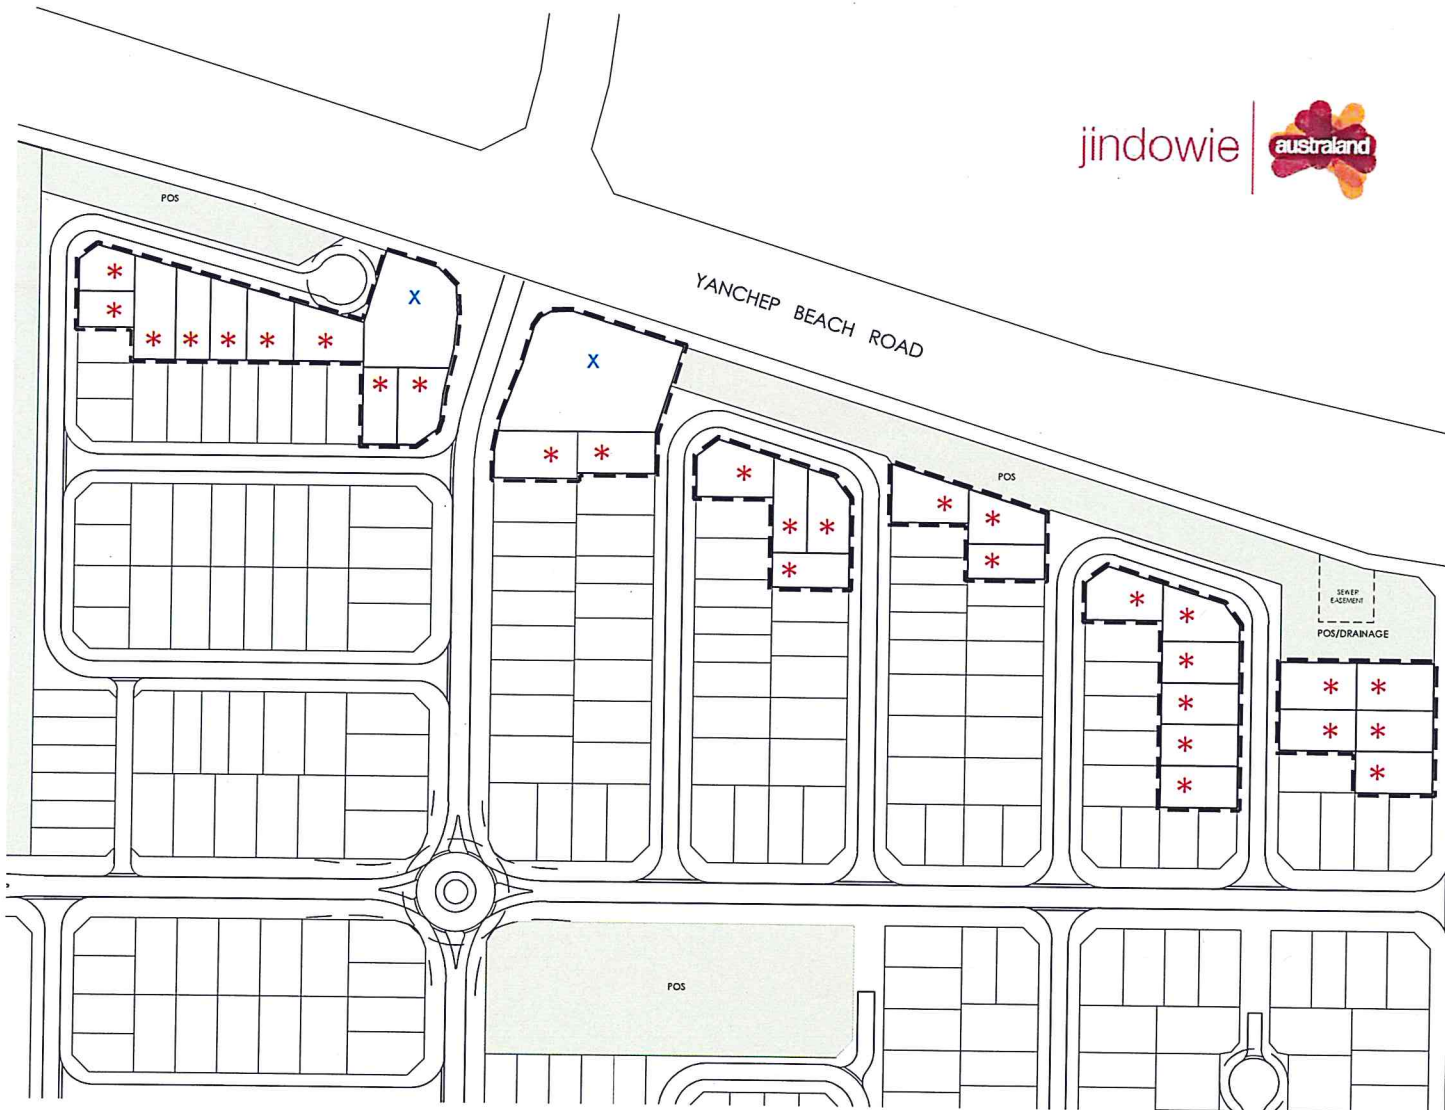 jindowie
australand
POS
X
YANCHEP BEACH ROAD
X
POS
SEWER
EASEMENT
POS/DRAINAGE
POS